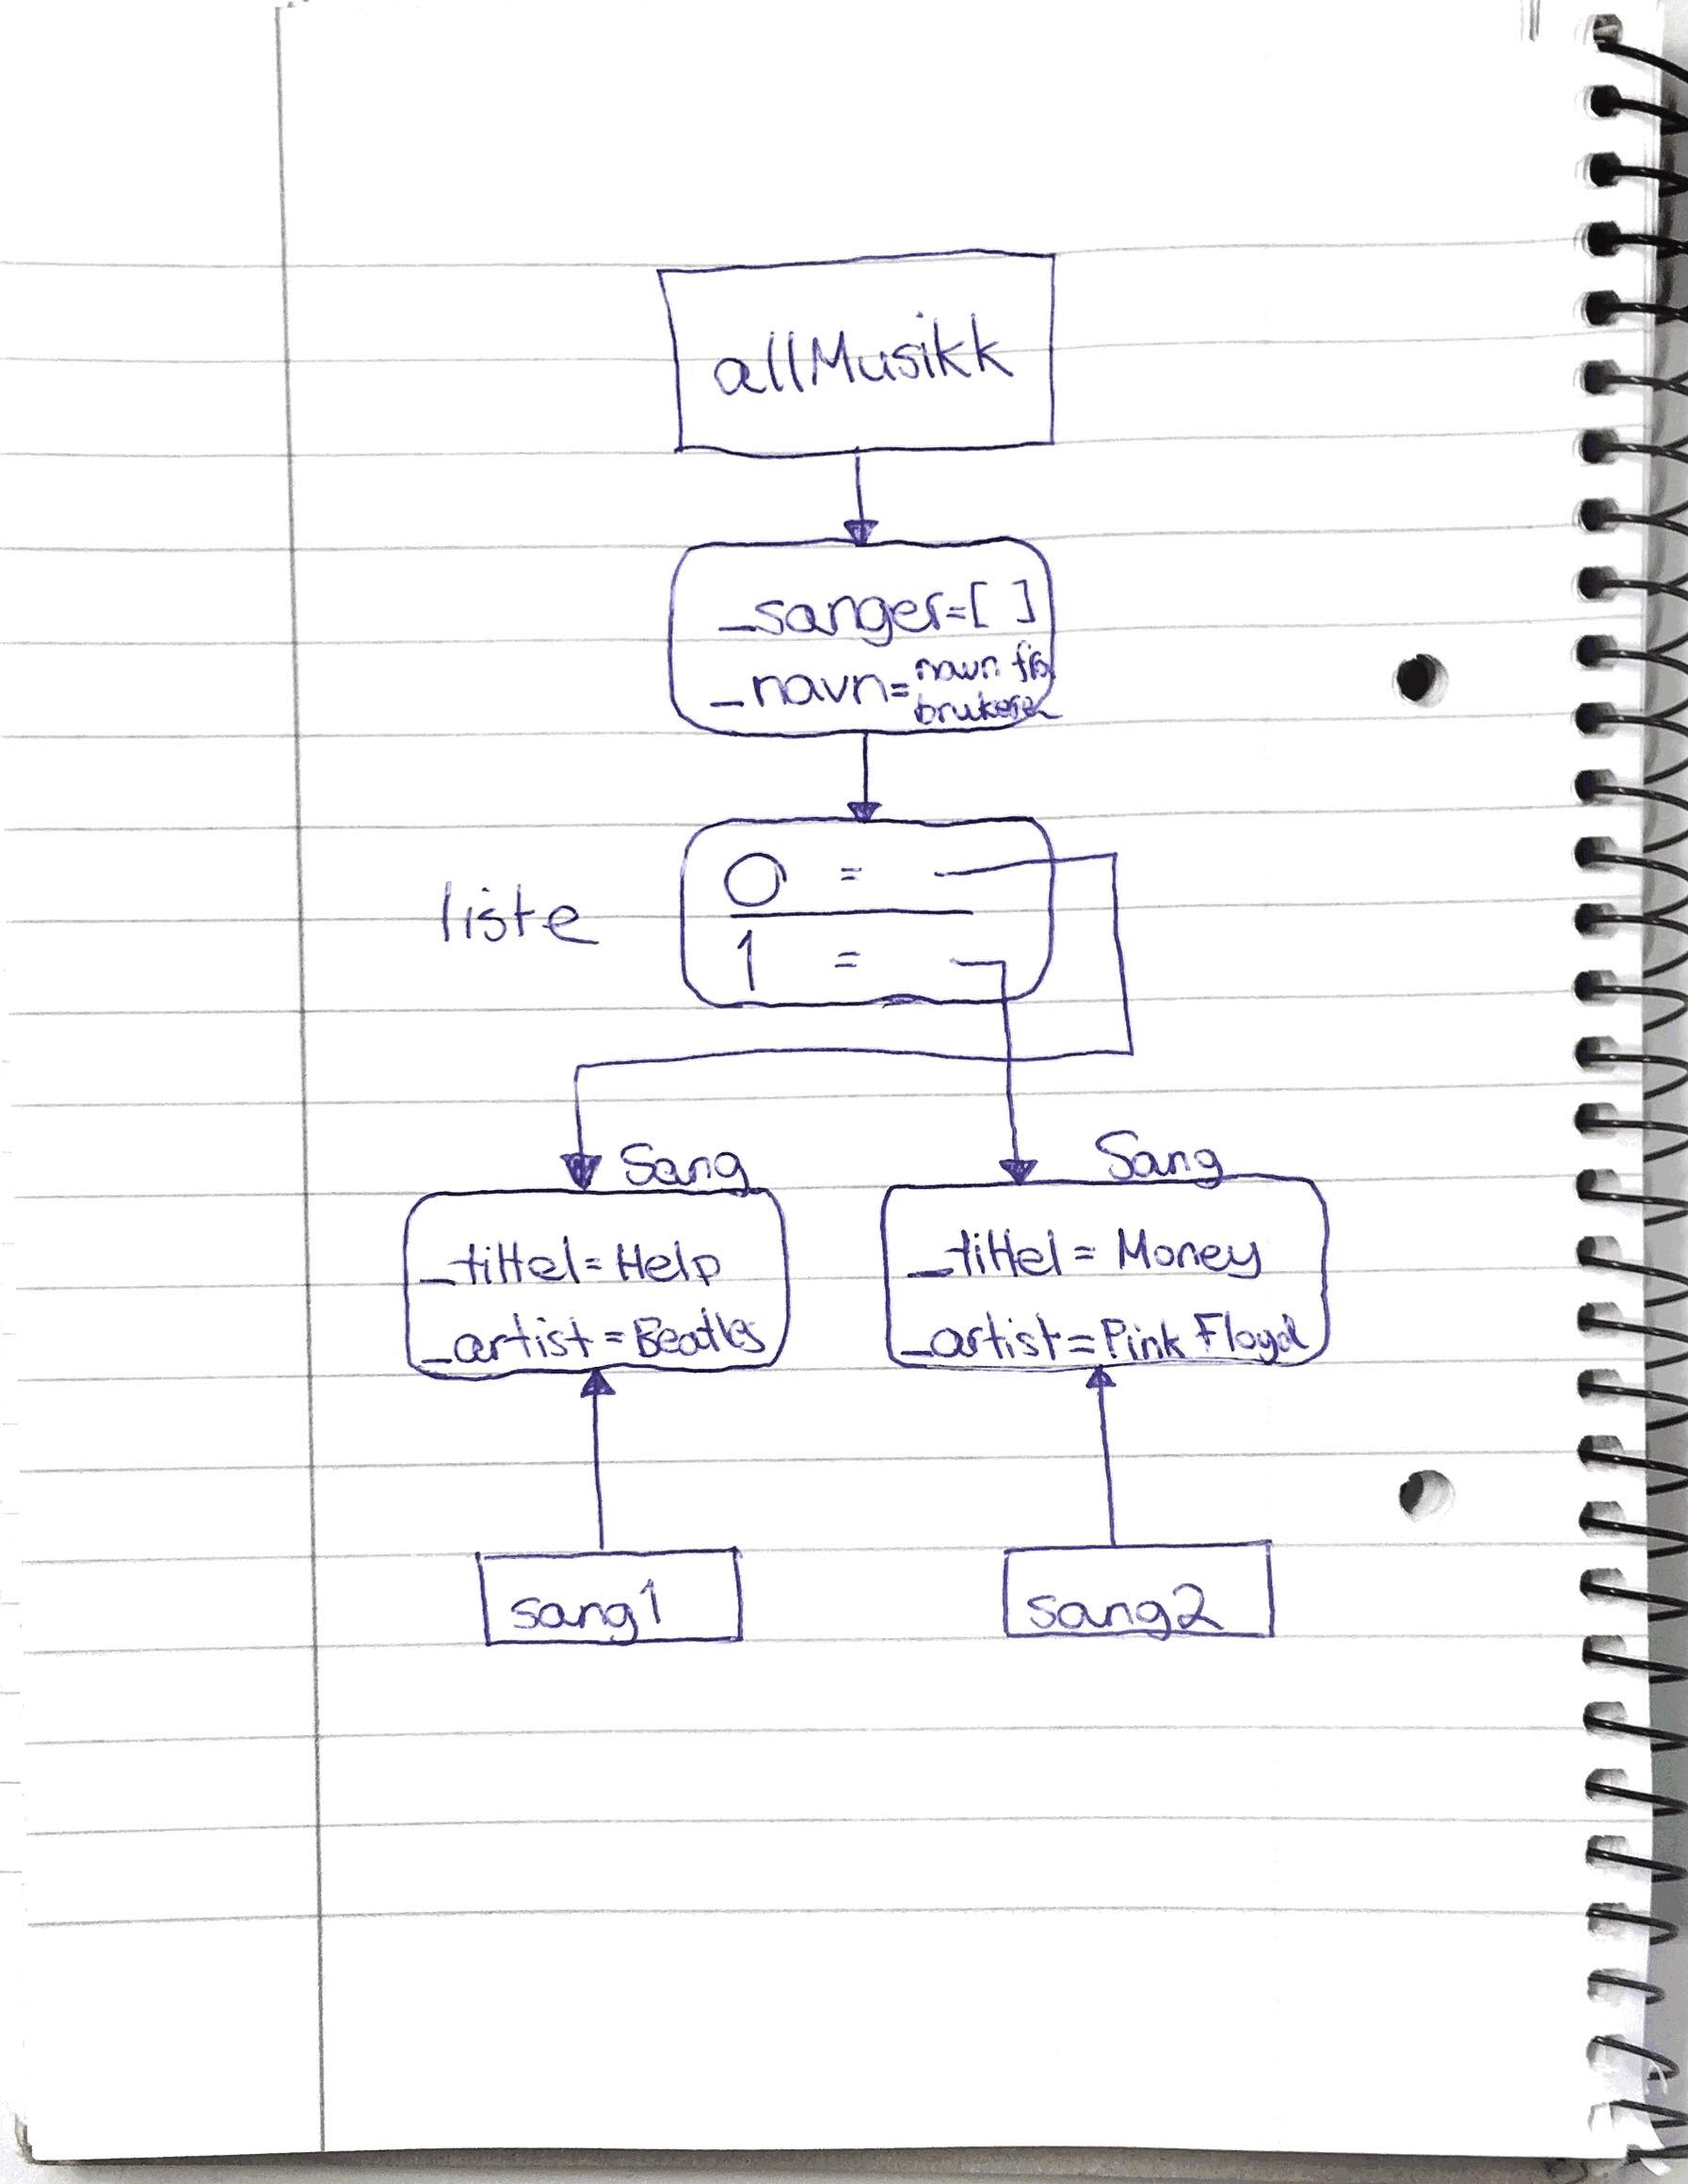 allMusikk
_sanger=[ ]
_navn=navn fra
brukeren
liste
0 =
1 =
Sang
Sang
_tittel=Help
_artist=Beatles
_tittel = Money
_artist=Pink Floyd
sang1
sang2